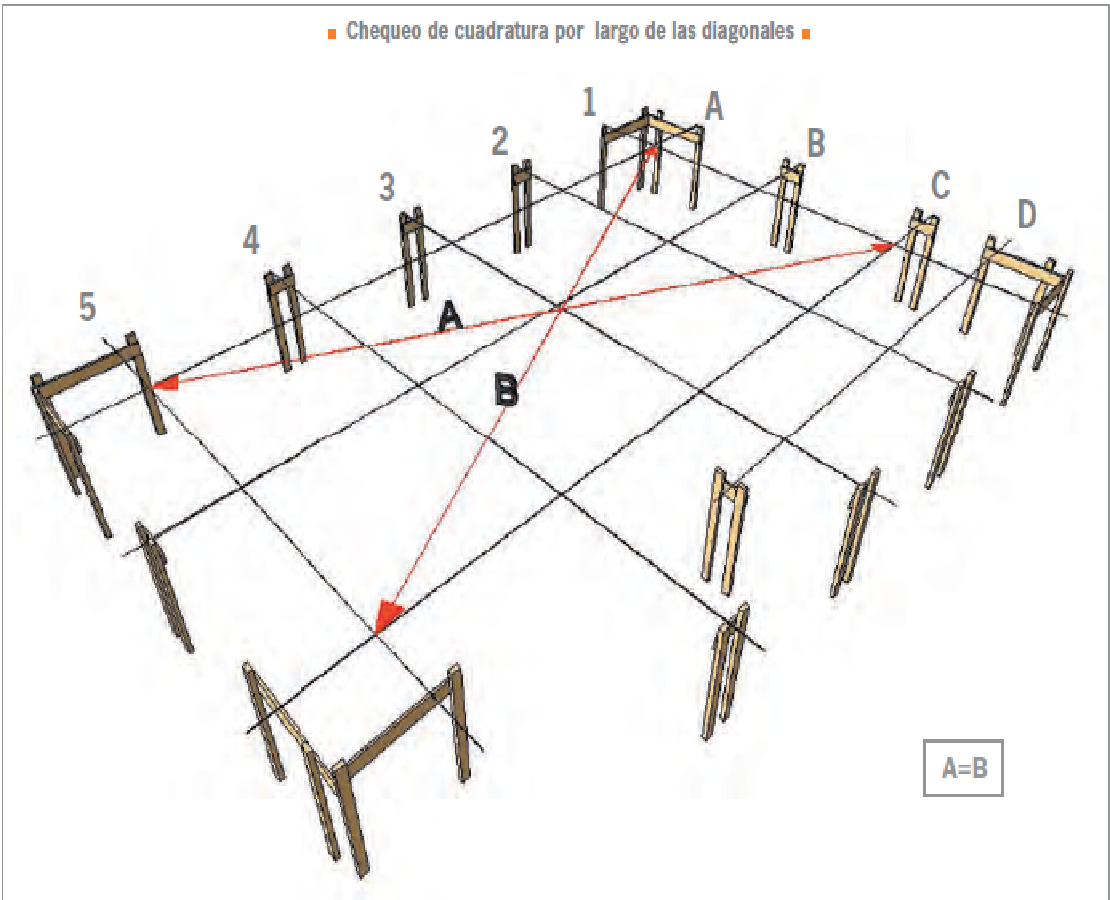 Chequeo de cuadratura por largo de las diagonales
1
A
2
B
3
C
4
D
5
A
B
A=B